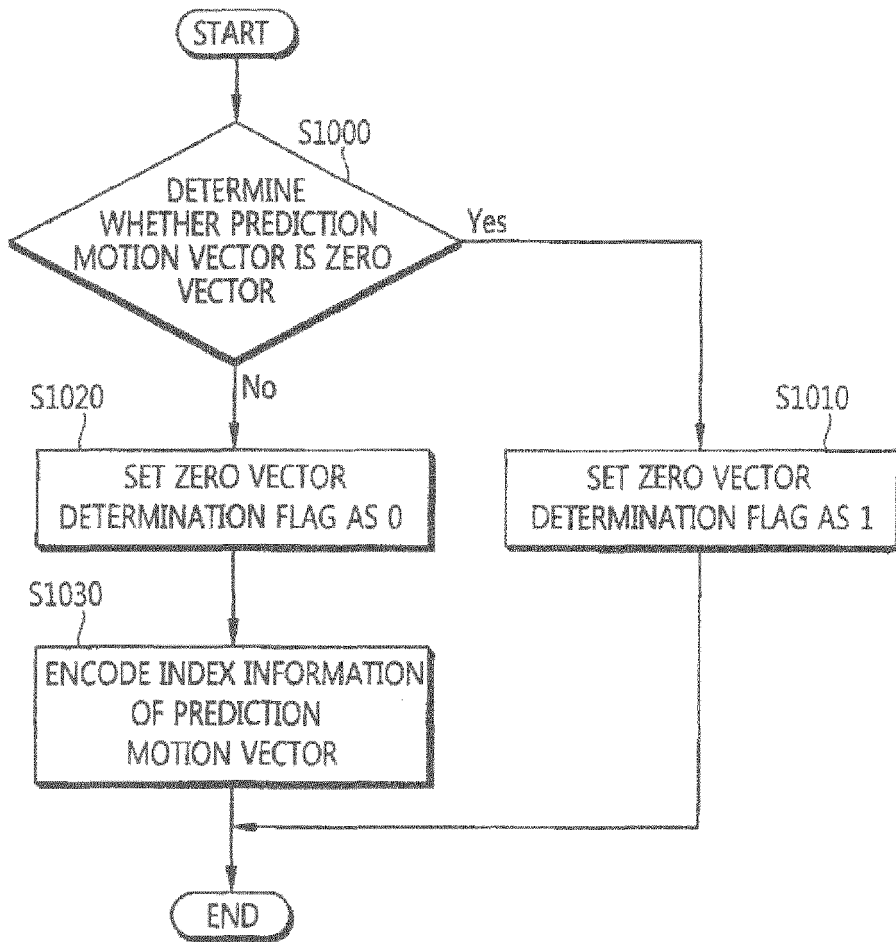 START
S1000
DETERMINE
WHETHER PREDICTION
MOTION VECTOR IS ZERO
VECTOR
Yes
No
S1020
S1010
SET ZERO VECTOR
DETERMINATION FLAG AS 0
SET ZERO VECTOR
DETERMINATION FLAG AS 1
S1030
ENCODE INDEX INFORMATION
OF PREDICTION
MOTION VECTOR
END